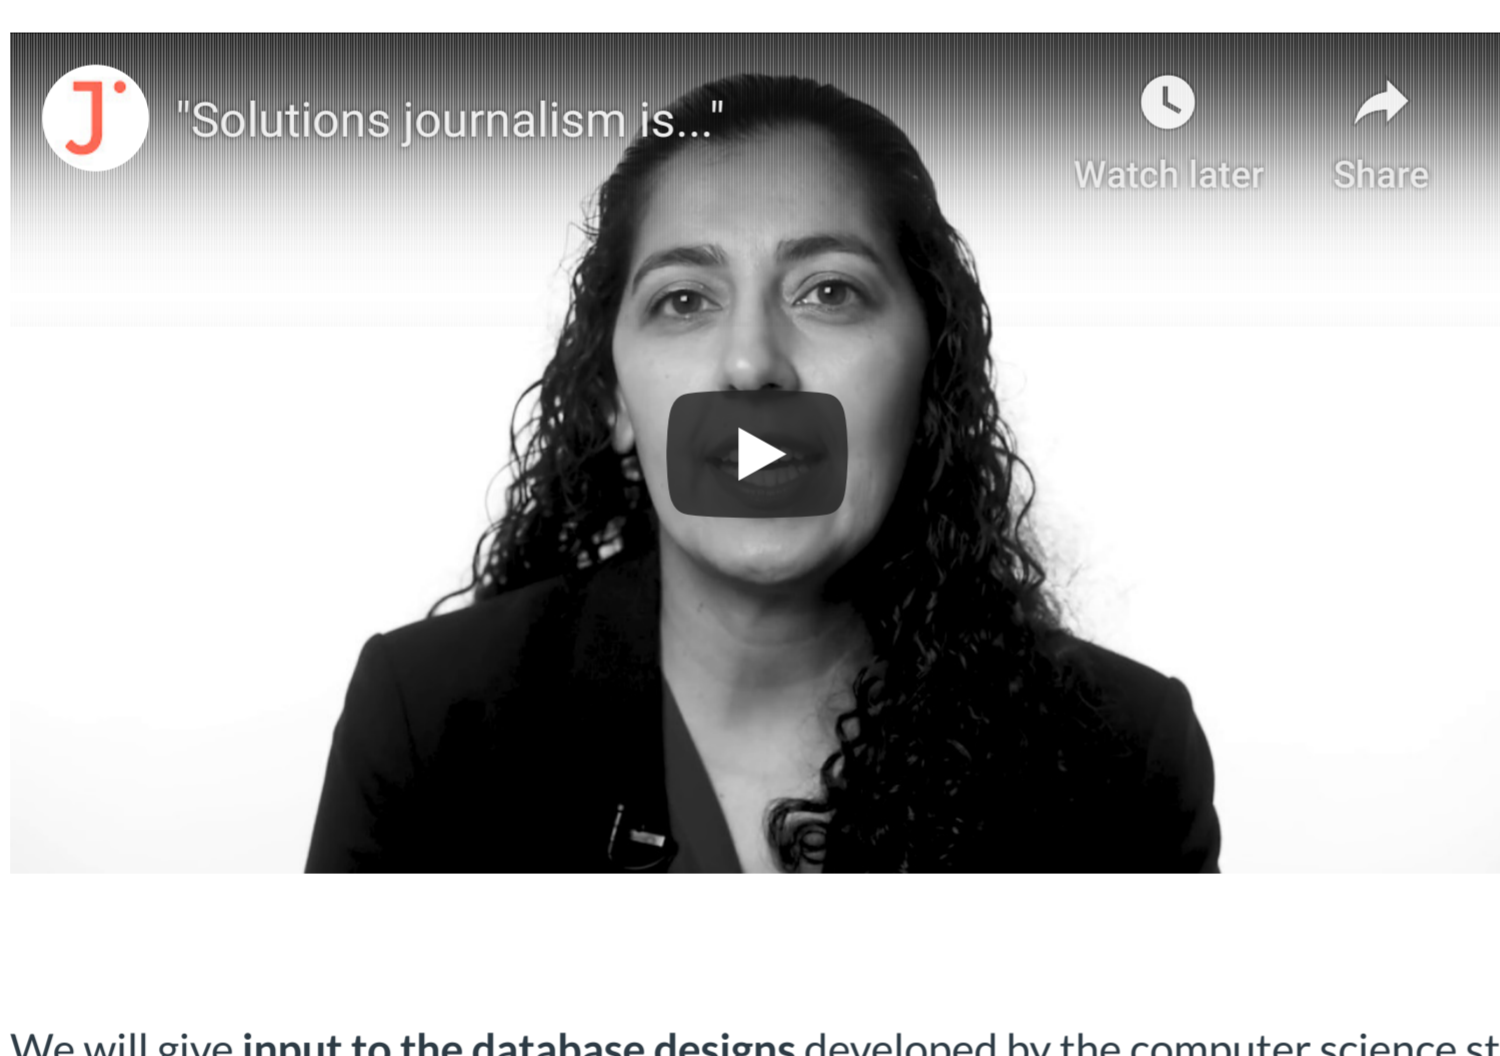 J
"Solutions journalism is..."
Watch later
Share
We will give input to the database designs developed by the computer science st